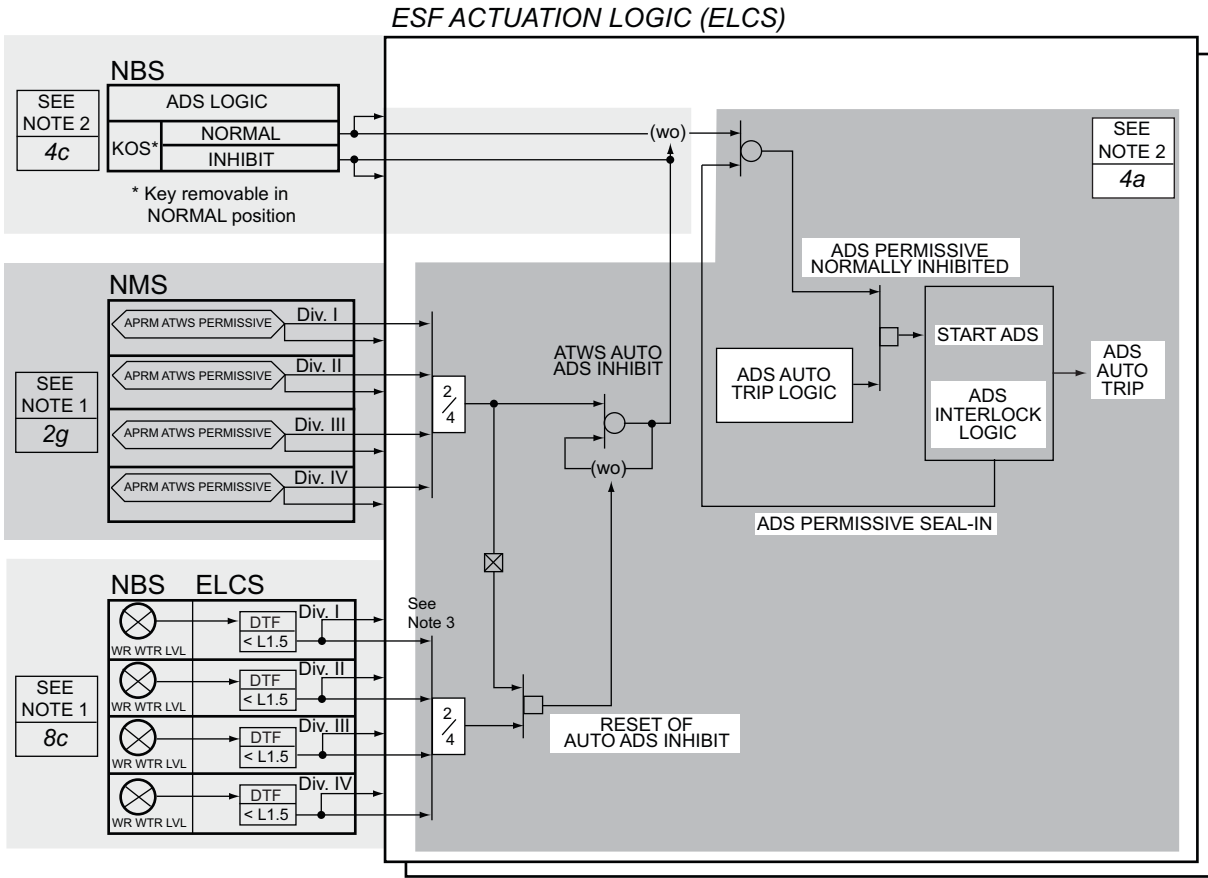 ESF ACTUATION LOGIC (ELCS)
NBS
SEE
NOTE 2
4c
ADS LOGIC
KOS*
NORMAL
INHIBIT
* Key removable in
NORMAL position
(wo)
SEE
NOTE 2
4a
NMS
SEE
NOTE 1
2g
APRM ATWS PERMISSIVE
Div. I
APRM ATWS PERMISSIVE
Div. II
APRM ATWS PERMISSIVE
Div. III
APRM ATWS PERMISSIVE
Div. IV
2/4
ATWS AUTO
ADS INHIBIT
(wo)
ADS PERMISSIVE
NORMALLY INHIBITED
ADS AUTO
TRIP LOGIC
START ADS
ADS
INTERLOCK
LOGIC
ADS
AUTO
TRIP
ADS PERMISSIVE SEAL-IN
NBS ELCS
SEE
NOTE 1
8c
WR WTR LVL
DTF
< L1.5
Div. I
WR WTR LVL
DTF
< L1.5
Div. II
WR WTR LVL
DTF
< L1.5
Div. III
WR WTR LVL
DTF
< L1.5
Div. IV
See
Note 3
2/4
RESET OF
AUTO ADS INHIBIT